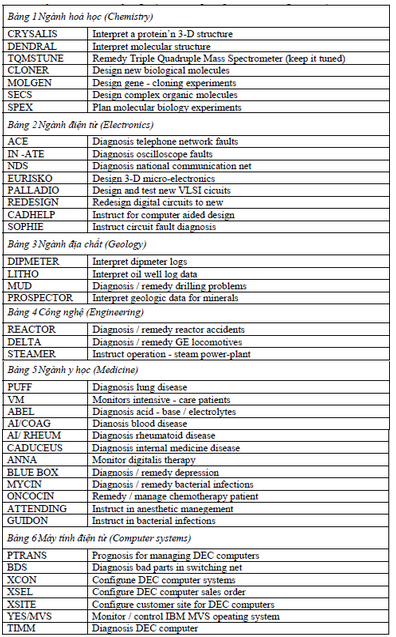 Bảng 1 Ngành hoá học (Chemistry)
CRYSALIS Interpret a protein’n 3-D structure
DENDRAL Interpret molecular structure
TQMSTUNE Remedy Triple Quadruple Mass Spectrometer (keep it tuned)
CLONER Design new biological molecules
MOLGEN Design gene - cloning experiments
SECS Design complex organic molecules
SPEX Plan molecular biology experiments
Bảng 2 Ngành điện tử (Electronics)
ACE Diagnosis telephone network faults
IN -ATE Diagnosis oscilloscope faults
NDS Diagnosis national communication net
EURISKO Design 3-D micro-electronics
PALLADIO Design and test new VLSI cicuits
REDESIGN Redesign digital circuits to new
CADHELP Instruct for computer aided design
SOPHIE Instruct circuit fault diagnosis
Bảng 3 Ngành địa chất (Geology)
DIPMETER Interpret dipmeter logs
LITHO Interpret oil well log data
MUD Diagnosis / remedy drilling problems
PROSPECTOR Interpret geologic data for minerals
Bảng 4 Công nghệ (Engineering)
REACTOR Diagnosis / remedy reactor accidents
DELTA Diagnosis / remedy GE locomotives
STEAMER Instruct operation - steam power-plant
Bảng 5 Ngành y học (Medicine)
PUFF Diagnosis lung disease
VM Monitors intensive - care patients
ABEL Diagnosis acid - base / electrolytes
AI/COAG Dianosis blood disease
AI/ RHEUM Diagnosis rheumatoid disease
CADUCEUS Diagnosis internal medicine disease
ANNA Monitor digitalis therapy
BLUE BOX Diagnosis / remedy depression
MYCIN Diagnosis / remedy bacterial infections
ONCOCIN Remedy / manage chemotherapy patient
ATTENDING Instruct in anesthetic manegement
GUIDON Instruct in bacterial infections
Bảng 6 Máy tính điện tử (Computer systems)
PTRANS Prognosis for managing DEC computers
BDS Diagnosis bad parts in switching net
XCON Configune DEC computer systems
XSEL Configure DEC computer sales order
XSITE Configure customer site for DEC computers
YES/MVS Monitor / control IBM MVS opeating system
TIMM Diagnosis DEC computer